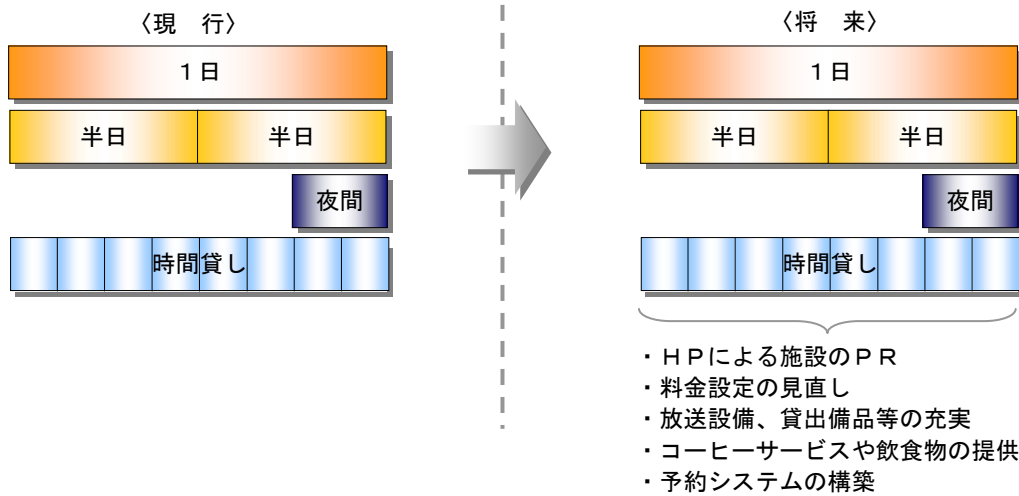 〈現　行〉
１日
半日
半日
夜間
時間貸し
〈将　来〉
１日
半日
半日
夜間
時間貸し
・ＨＰによる施設のＰＲ
・料金設定の見直し
・放送設備、貸出備品等の充実
・コーヒーサービスや飲食物の提供
・予約システムの構築